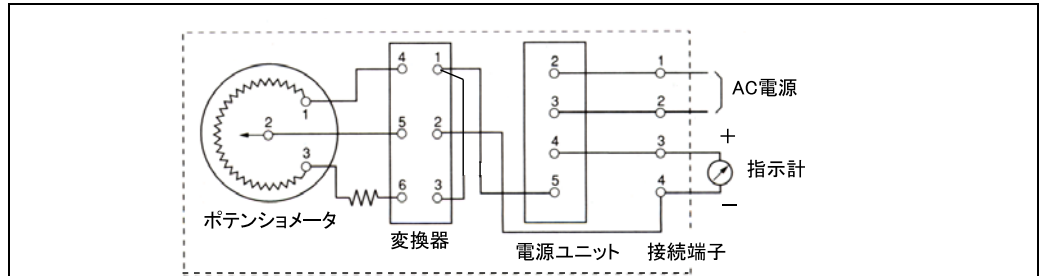 4 1 2 1
AC電源
1
3 2
2 5 2
+
4 3
3
指示計
5 4
6 3
−
ポテンショメータ
変換器
電源ユニット 接続端子